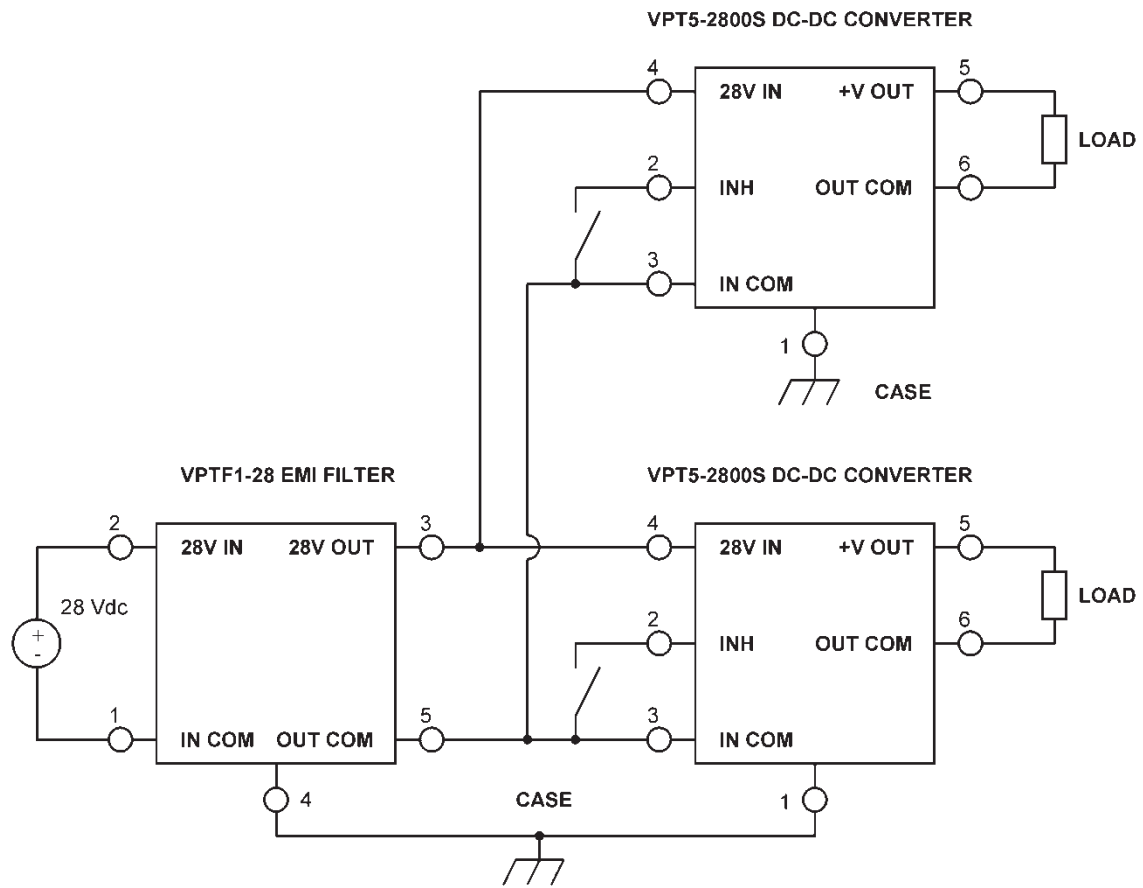 VPT5-2800S DC-DC CONVERTER
4
5
28V IN
+V OUT
LOAD
2
6
INH
OUT COM
3
IN COM
1
CASE
VPTF1-28 EMI FILTER
VPT5-2800S DC-DC CONVERTER
2
3
4
5
28V IN
28V OUT
28V IN
+V OUT
28 Vdc
LOAD
+
-
2
6
INH
OUT COM
1
5
3
IN COM
OUT COM
IN COM
4
CASE
1